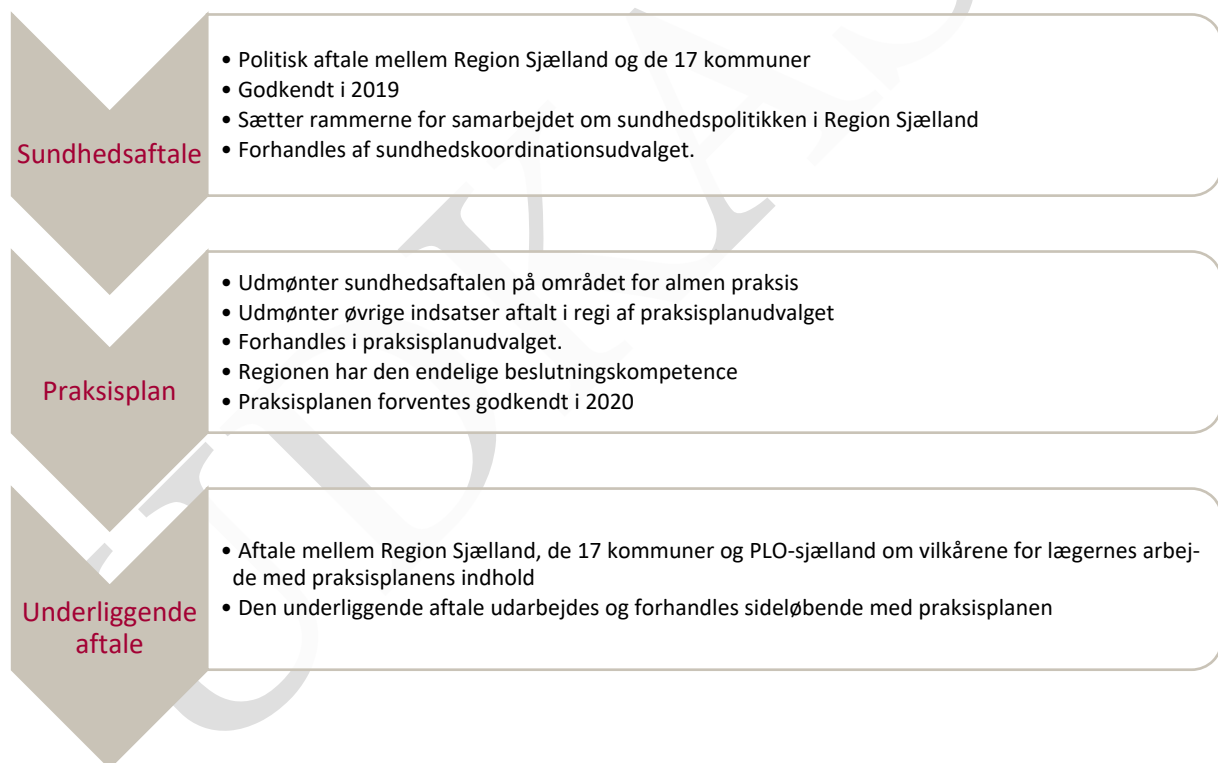 Sundhedsaftale
• Politisk aftale mellem Region Sjælland og de 17 kommuner
• Godkendt i 2019
• Sætter rammerne for samarbejdet om sundhedspolitikken i Region Sjælland
• Forhandles af sundhedskoordinationsudvalget.
Praksisplan
• Udmønter sundhedsaftalen på området for almen praksis
• Udmønter øvrige indsatser aftalt i regi af praksisplanudvalget
• Forhandles i praksisplanudvalget.
• Regionen har den endelige beslutningskompetence
• Praksisplanen forventes godkendt i 2020
Underliggende
aftale
• Aftale mellem Region Sjælland, de 17 kommuner og PLO-sjælland om vilkårene for lægernes arbej-
de med praksisplanens indhold
• Den underliggende aftale udarbejdes og forhandles sideløbende med praksisplanen
UDKAS